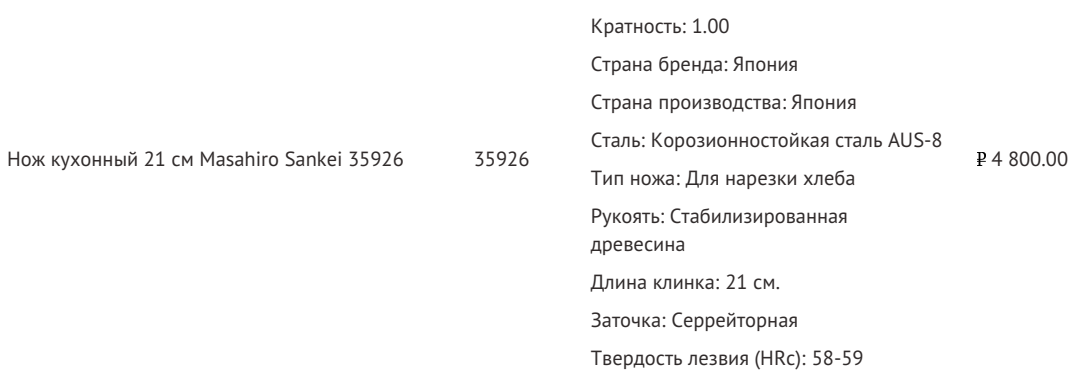 Нож кухонный 21 см Masahiro Sankei 35926
35926
Кратность: 1.00
Страна бренда: Япония
Страна производства: Япония
Сталь: Корозионностойкая сталь AUS-8
Тип ножа: Для нарезки хлеба
Рукоять: Стабилизированная
древесина
Длина клинка: 21 см.
Заточка: Серрейторная
Твердость лезвия (HRc): 58-59
₽ 4 800.00